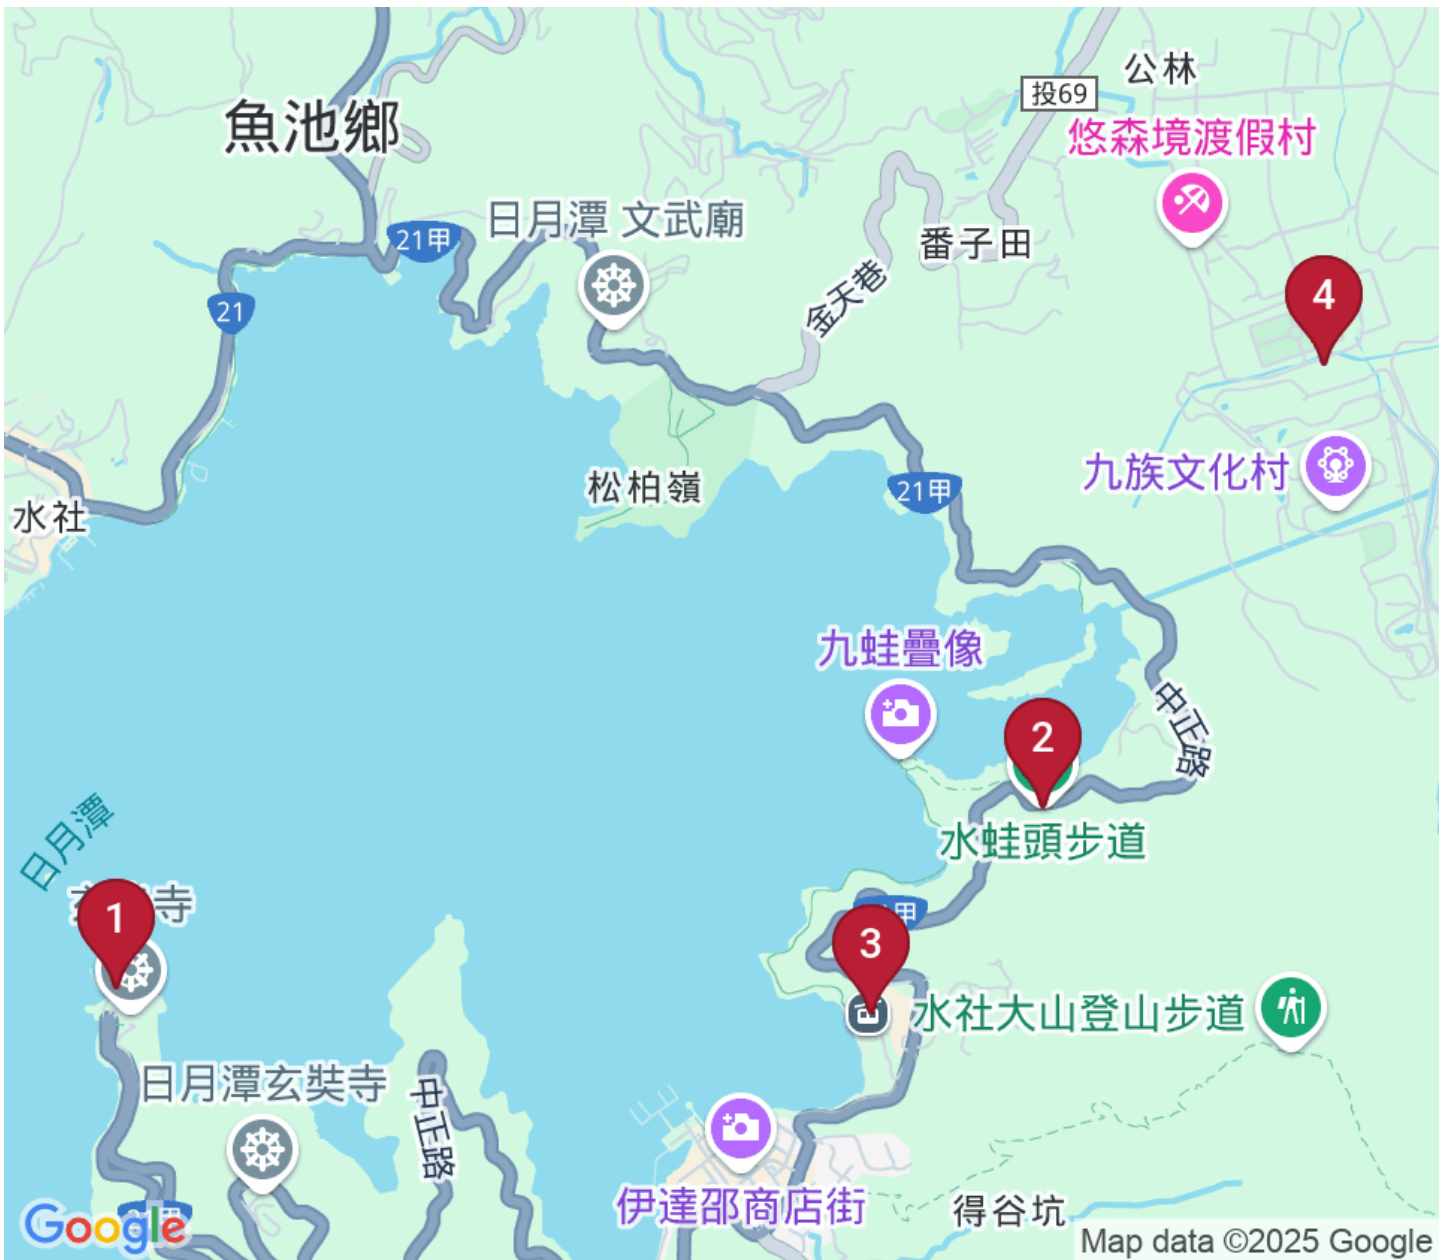 公林
投69
魚池鄉
悠森境渡假村
日月潭 文武廟
21甲
番子田
金天巷
21
4
九族文化村
松柏嶺
21甲
水社
九蛙疊像
中正路
2
水蛙頭步道
日月潭
寺
1
甲
3
水社大山登山步道
日月潭玄奘寺
中正路
伊達邵商店街
得谷坑
Google
Map data ©2025 Google